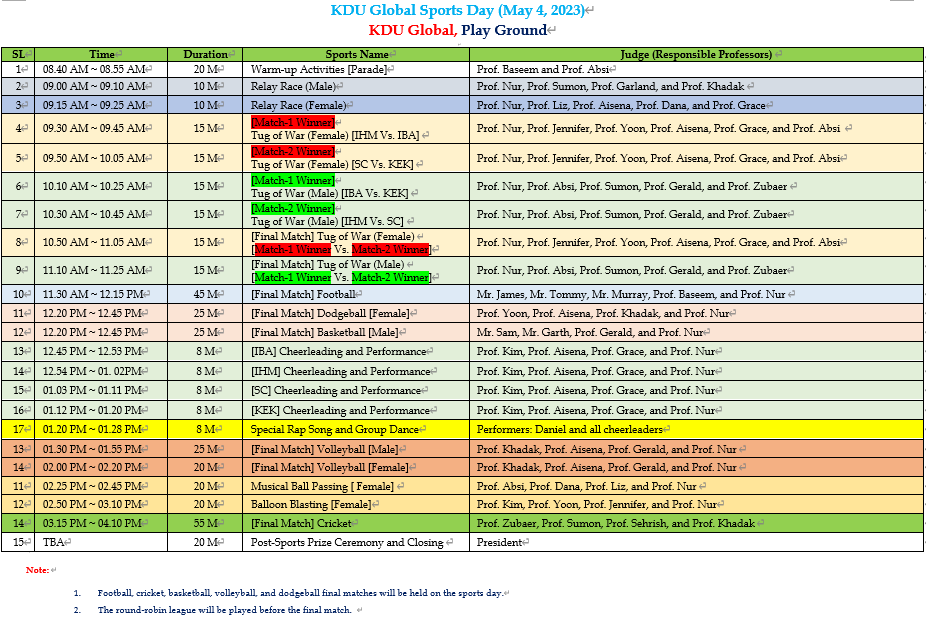 KDU Global Sports Day (May 4, 2023)
KDU Global, Play Ground
SL Time Duration Sports Name Judge (Responsible Professors)
1 08.40 AM ~ 08.55 AM 20 M Warm-up Activities [Parade] Prof. Baseem and Prof. Absi
2 09.00 AM ~ 09.10 AM 10 M Relay Race (Male) Prof. Nur, Prof. Sumon, Prof. Garland, and Prof. Khadak
3 09.15 AM ~ 09.25 AM 10 M Relay Race (Female) Prof. Nur, Prof. Liz, Prof. Aisena, Prof. Dana, and Prof. Grace
4 09.30 AM ~ 09.45 AM 15 M [Match-1 Winner]
Tug of War (Female) [IHM Vs. IBA] Prof. Nur, Prof. Jennifer, Prof. Yoon, Prof. Aisena, Prof. Grace, and Prof. Absi
5 09.50 AM ~ 10.05 AM 15 M [Match-2 Winner]
Tug of War (Female) [SC Vs. KEK] Prof. Nur, Prof. Jennifer, Prof. Yoon, Prof. Aisena, Prof. Grace, and Prof. Absi
6 10.10 AM ~ 10.25 AM 15 M [Match-1 Winner]
Tug of War (Male) [IBA Vs. KEK] Prof. Nur, Prof. Absi, Prof. Sumon, Prof. Gerald, and Prof. Zubaer
7 10.30 AM ~ 10.45 AM 15 M [Match-2 Winner]
Tug of War (Male) [IHM Vs. SC] Prof. Nur, Prof. Absi, Prof. Sumon, Prof. Gerald, and Prof. Zubaer
8 10.50 AM ~ 11.05 AM 15 M [Final Match] Tug of War (Female)
[Match-1 Winner Vs. Match-2 Winner] Prof. Nur, Prof. Jennifer, Prof. Yoon, Prof. Aisena, Prof. Grace, and Prof. Absi
9 11.10 AM ~ 11.25 AM 15 M [Final Match] Tug of War (Male)
[Match-1 Winner Vs. Match-2 Winner] Prof. Nur, Prof. Absi, Prof. Sumon, Prof. Gerald, and Prof. Zubaer
10 11.30 AM ~ 12.15 PM 45 M [Final Match] Football Mr. James, Mr. Tommy, Mr. Murray, Prof. Baseem, and Prof. Nur
11 12.20 PM ~ 12.45 PM 25 M [Final Match] Dodgeball [Female] Prof. Yoon, Prof. Aisena, Prof. Khadak, and Prof. Nur
12 12.20 PM ~ 12.45 PM 25 M [Final Match] Basketball [Male] Mr. Sam, Mr. Garth, Prof. Gerald, and Prof. Nur
13 12.45 PM ~ 12.53 PM 8 M [IBA] Cheerleading and Performance Prof. Kim, Prof. Aisena, Prof. Grace, and Prof. Nur
14 12.54 PM ~ 01. 02PM 8 M [IHM] Cheerleading and Performance Prof. Kim, Prof. Aisena, Prof. Grace, and Prof. Nur
15 01.03 PM ~ 01.11 PM 8 M [SC] Cheerleading and Performance Prof. Kim, Prof. Aisena, Prof. Grace, and Prof. Nur
16 01.12 PM ~ 01.20 PM 8 M [KEK] Cheerleading and Performance Prof. Kim, Prof. Aisena, Prof. Grace, and Prof. Nur
17 01.20 PM ~ 01.28 PM 8 M Special Rap Song and Group Dance Performers: Daniel and all cheerleaders
13 01.30 PM ~ 01.55 PM 25 M [Final Match] Volleyball [Male] Prof. Khadak, Prof. Aisena, Prof. Gerald, and Prof. Nur
14 02.00 PM ~ 02.20 PM 20 M [Final Match] Volleyball [Female] Prof. Khadak, Prof. Aisena, Prof. Gerald, and Prof. Nur
11 02.25 PM ~ 02.45 PM 20 M Musical Ball Passing [ Female] Prof. Absi, Prof. Dana, Prof. Liz, and Prof. Nur
12 02.50 PM ~ 03.10 PM 20 M Balloon Blasting [Female] Prof. Kim, Prof. Yoon, Prof. Jennifer, and Prof. Nur
14 03.15 PM ~ 04.10 PM 55 M [Final Match] Cricket Prof. Zubaer, Prof. Sumon, Prof. Sehrish, and Prof. Khadak
15 TBA 20 M Post-Sports Prize Ceremony and Closing President
Note:
1. Football, cricket, basketball, volleyball, and dodgeball final matches will be held on the sports day.
2. The round-robin league will be played before the final match.